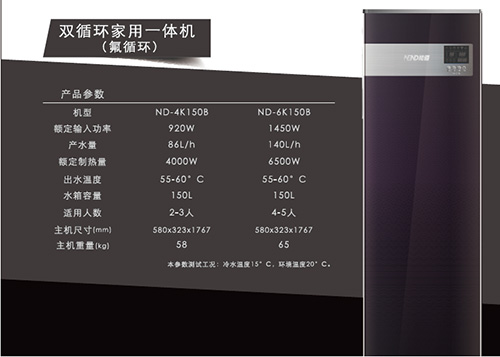 双循环家用一体机
（氟循环）
产品参数
机型 ND-4K150B ND-6K150B
额定输入功率 920W 1450W
产水量 86L/h 140L/h
额定制热量 4000W 6500W
出水温度 55-60°C 55-60°C
水箱容量 150L 150L
适用人数 2-3人 4-5人
主机尺寸(mm) 580x323x1767 580x323x1767
主机重量(kg) 58 65
本参数测试工况：冷水温度15°C，环境温度20°C。